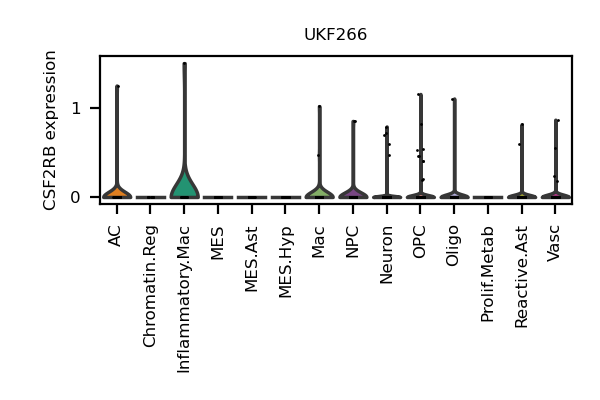 UKF266
CSF2RB expression
1
0
AC
Chromatin.Reg
Inflammatory.Mac
MES
MES.Ast
MES.Hyp
Mac
NPC
Neuron
OPC
Oligo
Prolif.Metab
Reactive.Ast
Vasc